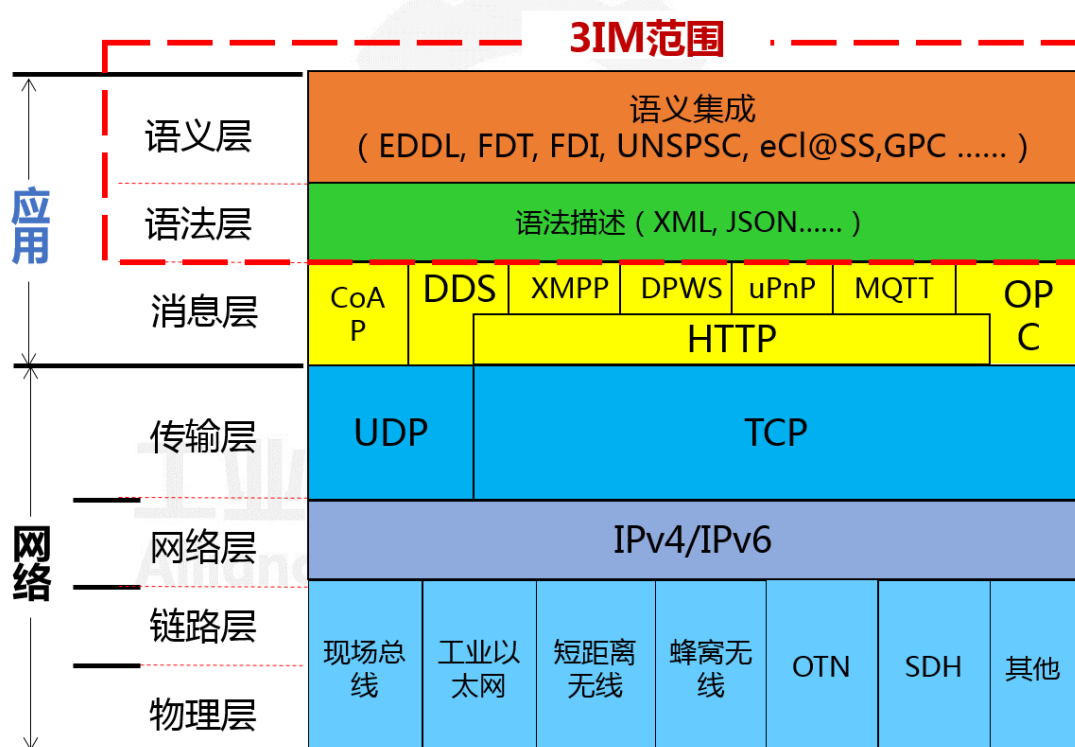 3IM范围
语义层
语义集成
（ EDDL, FDT, FDI, UNSPSC, eCl@SS,GPC …… ）
应用
语法层
语法描述（ XML, JSON…… ）
消息层
CoA
P
DDS
XMPP
DPWS
uPnP
MQTT
OP
C
HTTP
传输层
UDP
TCP
网络
网络层
IPv4/IPv6
链路层
物理层
现场总
线
工业以
太网
短距离
无线
蜂窝无
线
OTN
SDH
其他
工业